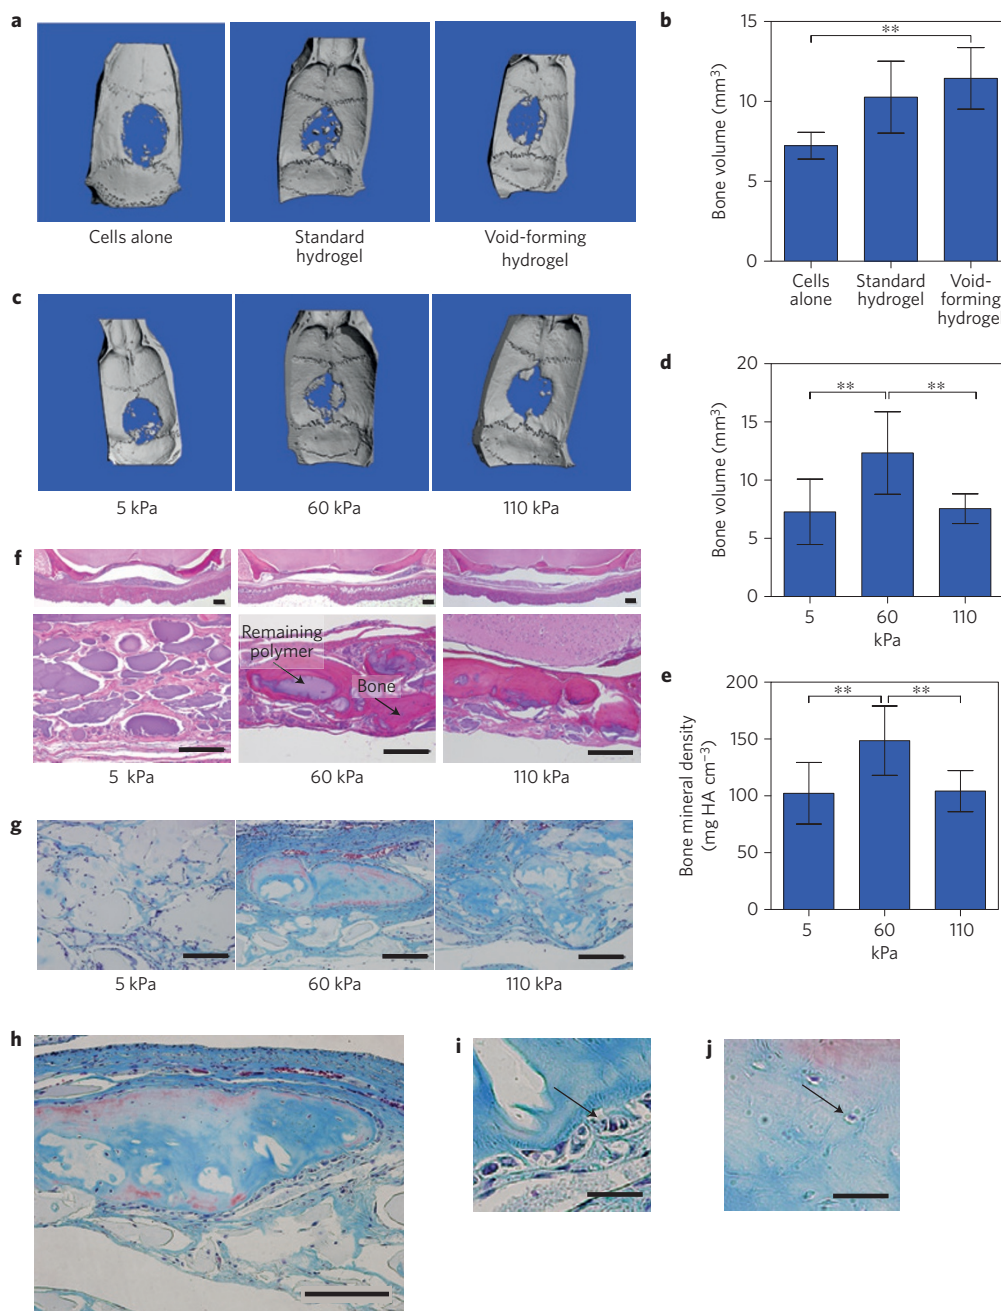 a
Cells alone
Standard
hydrogel
Void-forming
hydrogel
b
Bone volume (mm³)
15
10
5
0
**
Cells
alone
Standard
hydrogel
Void-
forming
hydrogel
c
5 kPa
60 kPa
110 kPa
d
Bone volume (mm³)
20
15
10
5
0
**
**
5
60
110
kPa
e
Bone mineral density
(mg HA cm⁻³)
200
150
100
50
0
**
**
5
60
110
kPa
f
Remaining
polymer
Bone
5 kPa
60 kPa
110 kPa
g
5 kPa
60 kPa
110 kPa
h
i
j